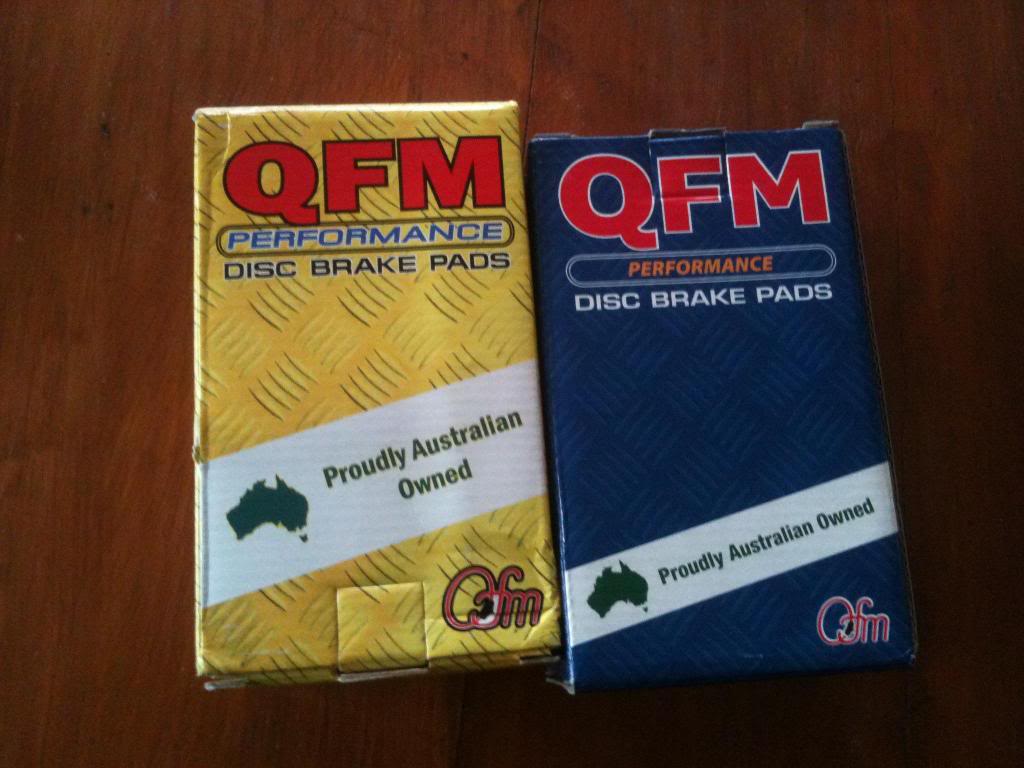 QFM
PERFORMANCE
DISC BRAKE PADS
Proudly Australian
Owned
Qfm
QFM
PERFORMANCE
DISC BRAKE PADS
Proudly Australian Owned
Qfm